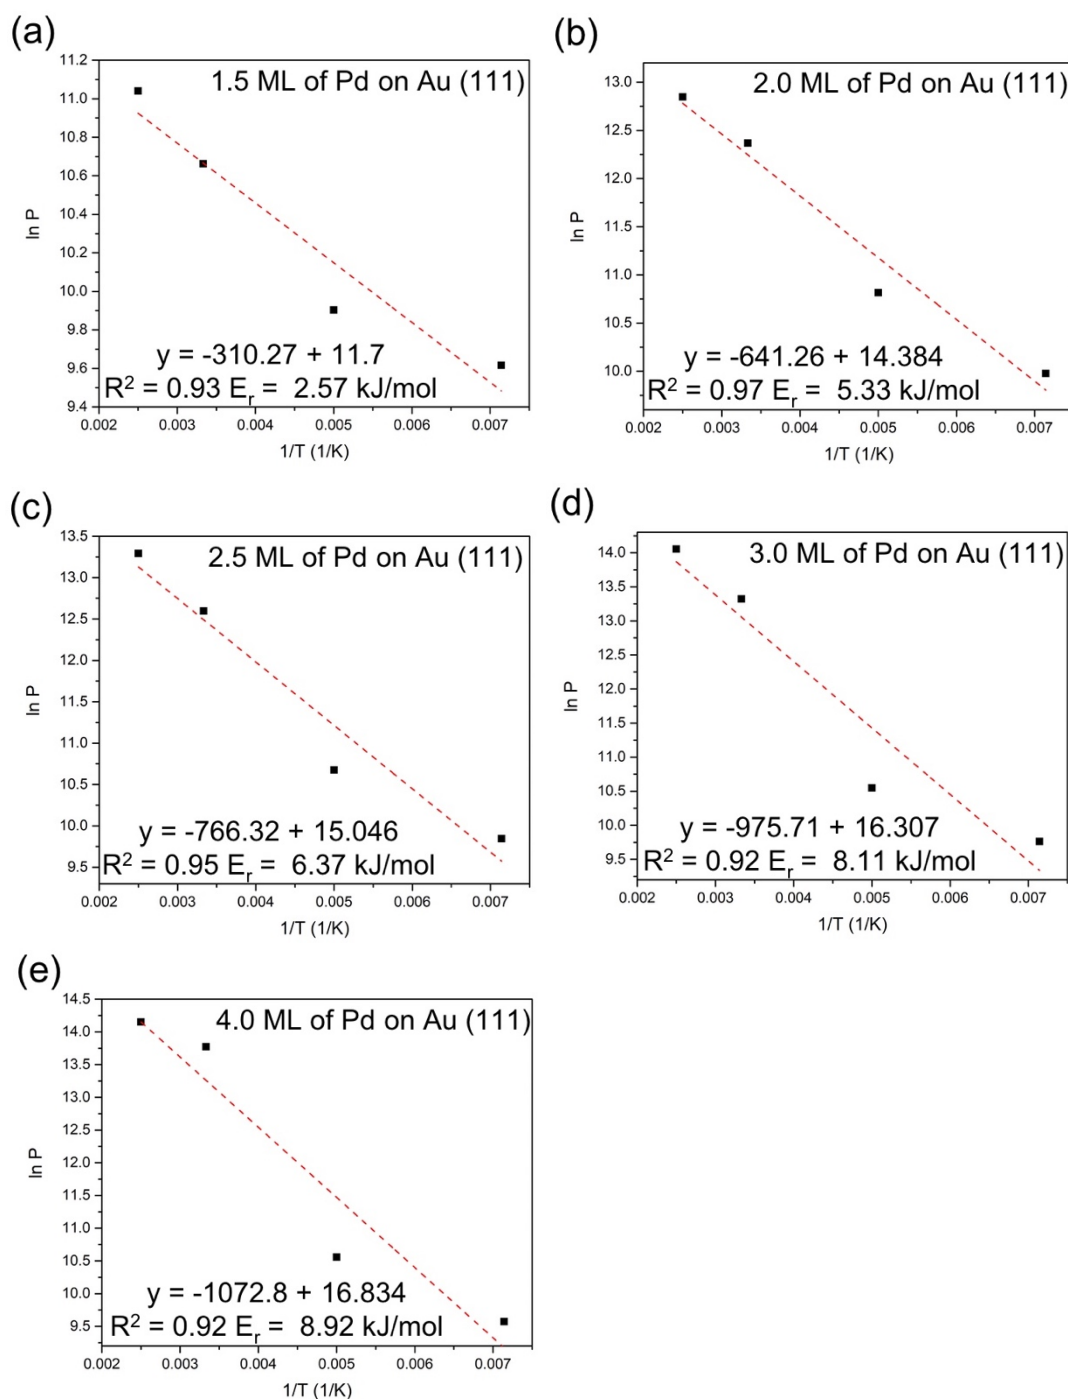 (a)
1.5 ML of Pd on Au (111)
11.2
11.0
10.8
10.6
10.4
10.2
10.0
9.8
9.6
9.4
ln P
y = -310.27 + 11.7
R² = 0.93 Eᵣ = 2.57 kJ/mol
0.002 0.003 0.004 0.005 0.006 0.007
1/T (1/K)
(b)
2.0 ML of Pd on Au (111)
13.0
12.5
12.0
11.5
11.0
10.5
10.0
ln P
y = -641.26 + 14.384
R² = 0.97 Eᵣ = 5.33 kJ/mol
0.002 0.003 0.004 0.005 0.006 0.007
1/T (1/K)
(c)
2.5 ML of Pd on Au (111)
13.5
13.0
12.5
12.0
11.5
11.0
10.5
10.0
9.5
ln P
y = -766.32 + 15.046
R² = 0.95 Eᵣ = 6.37 kJ/mol
0.002 0.003 0.004 0.005 0.006 0.007
1/T (1/K)
(d)
3.0 ML of Pd on Au (111)
14.0
13.5
13.0
12.5
12.0
11.5
11.0
10.5
10.0
9.5
ln P
y = -975.71 + 16.307
R² = 0.92 Eᵣ = 8.11 kJ/mol
0.002 0.003 0.004 0.005 0.006 0.007
1/T (1/K)
(e)
4.0 ML of Pd on Au (111)
14.5
14.0
13.5
13.0
12.5
12.0
11.5
11.0
10.5
10.0
9.5
ln P
y = -1072.8 + 16.834
R² = 0.92 Eᵣ = 8.92 kJ/mol
0.002 0.003 0.004 0.005 0.006 0.007
1/T (1/K)